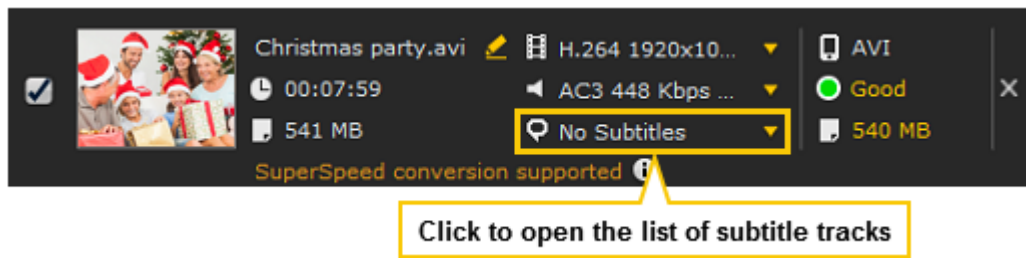 Christmas party.avi H.264 1920x10... AVI
00:07:59 AC3 448 Kbps ... Good
541 MB No Subtitles 540 MB
SuperSpeed conversion supported
Click to open the list of subtitle tracks